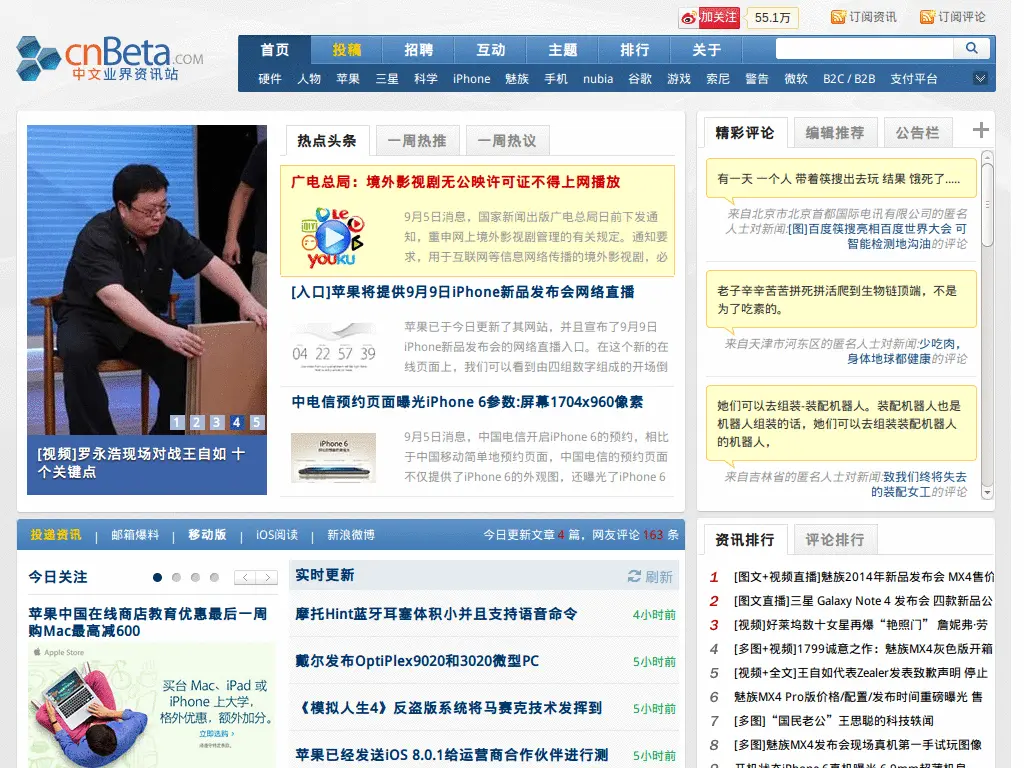 加关注
55.1万
订阅资讯
订阅评论
cnBeta.COM
中文业界资讯站
首页 投稿 招聘 互动 主题 排行 关于
硬件 人物 苹果 三星 科学 iPhone 魅族 手机 nubia 谷歌 游戏 索尼 警告 微软 B2C / B2B 支付平台
1 2 3 4 5
[视频]罗永浩现场对战王自如 十
个关键点
热点头条 一周热推 一周热议
广电总局：境外影视剧无公映许可证不得上网播放
Le
YOUKU
9月5日消息，国家新闻出版广电总局日前下发通
知，重申网上境外影视剧管理的有关规定。通知要
求，用于互联网等信息网络传播的境外影视剧，必
[入口]苹果将提供9月9日iPhone新品发布会网络直播
04 22 57 39
苹果已于今日更新了其网站，并且宣布了9月9日
iPhone新品发布会的网络直播入口。在这个新的在
线页面上，我们可以看到由四组数字组成的开场倒
中电信预约页面曝光iPhone 6参数:屏幕1704x960像素
iPhone 6
9月5日消息，中国电信开启iPhone 6的预约，相比
于中国移动简单地预约页面，中国电信的预约页面
不仅提供了iPhone 6的外观图，还曝光了iPhone 6
精彩评论 编辑推荐 公告栏
有一天 一个人 带着筷搜出去玩 结果 饿死了.....
来自北京市北京首都国际电讯有限公司的匿名
人士对新闻:[图]百度筷搜亮相百度世界大会 可
智能检测地沟油的评论
老子辛辛苦苦拼死拼活爬到生物链顶端，不是
为了吃素的。
来自天津市河东区的匿名人士对新闻:少吃肉，
身体地球都健康的评论
她们可以去组装-装配机器人。装配机器人也是
机器人组装的话，她们可以去组装装配机器人
的机器人，
来自吉林省的匿名人士对新闻:致我们终将失去
的装配女工的评论
投递资讯 | 邮箱爆料 | 移动版 | iOS阅读 | 新浪微博
今日更新文章 4 篇，网友评论 163 条
今日关注
苹果中国在线商店教育优惠最后一周
购Mac最高减600
Apple Store
买台 Mac、iPad 或
iPhone 上大学，
格外优惠，额外加分。
立即选购 ›
实时更新
刷新
摩托Hint蓝牙耳塞体积小并且支持语音命令 4小时前
戴尔发布OptiPlex9020和3020微型PC 5小时前
《模拟人生4》反盗版系统将马赛克技术发挥到 5小时前
苹果已经发送iOS 8.0.1给运营商合作伙伴进行测 5小时前
资讯排行 评论排行
1 [图文+视频直播]魅族2014年新品发布会 MX4售价
2 [图文直播]三星 Galaxy Note 4 发布会 四款新品公
3 [视频]好莱坞数十女星再爆“艳照门” 詹妮弗·劳
4 [多图+视频]1799诚意之作：魅族MX4灰色版开箱
5 [视频+全文]王自如代表Zealer发表致歉声明 停止
6 魅族MX4 Pro版价格/配置/发布时间重磅曝光 售
7 [多图]“国民老公”王思聪的科技轶闻
8 [多图]魅族MX4发布会现场真机第一手试玩图像